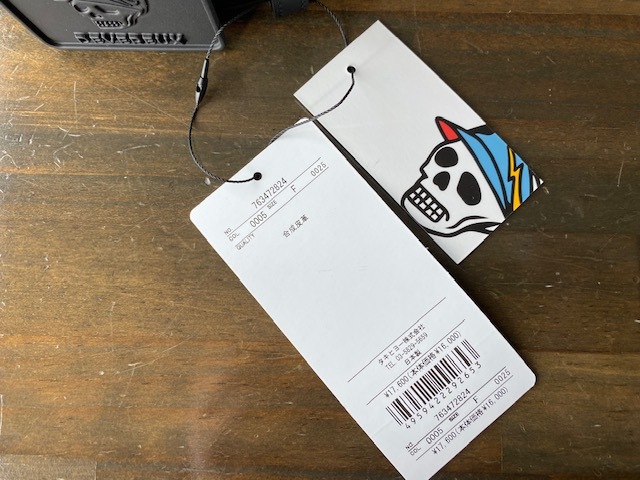 DEVEREUX
NO 763472824
COL. 0005 SIZE F 0025
QUALITY 合成皮革
タキヒヨー株式会社
TEL 03-5829-5659
日本製
¥17,600(本体価格¥16,000)
4959422292653
NO 763472824
COL. 0005 SIZE F 0025
¥17,600(本体価格¥16,000)